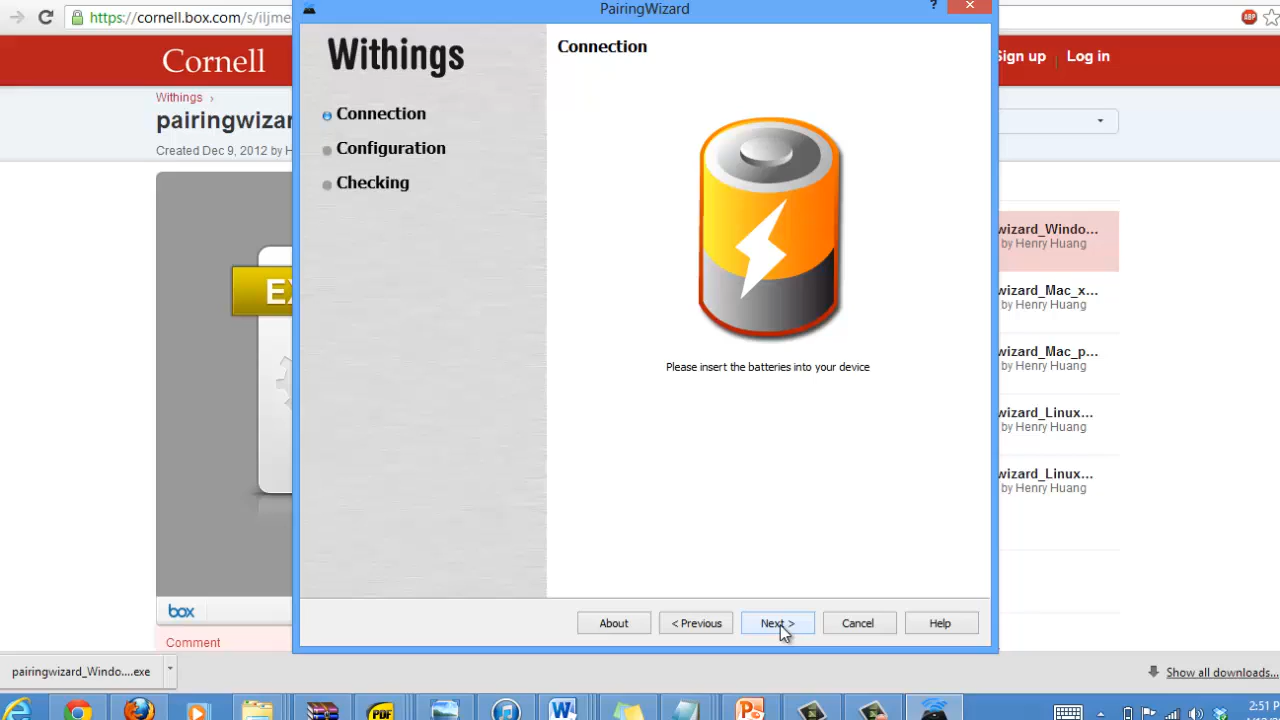 PairingWizard
?
https://cornell.box.com/s/iljme
ABP
Cornell
Sign up
Log in
Withings
pairingwizar
Created Dec 9, 2012 by H
EX
box
Comment
Withings
Connection
Configuration
Checking
Connection
Please insert the batteries into your device
About
< Previous
Next >
Cancel
Help
wizard_Windo...
by Henry Huang
wizard_Mac_x...
by Henry Huang
wizard_Mac_p...
by Henry Huang
wizard_Linux...
by Henry Huang
wizard_Linux...
by Henry Huang
pairingwizard_Windo....exe
Show all downloads...
PDF
2:51 P